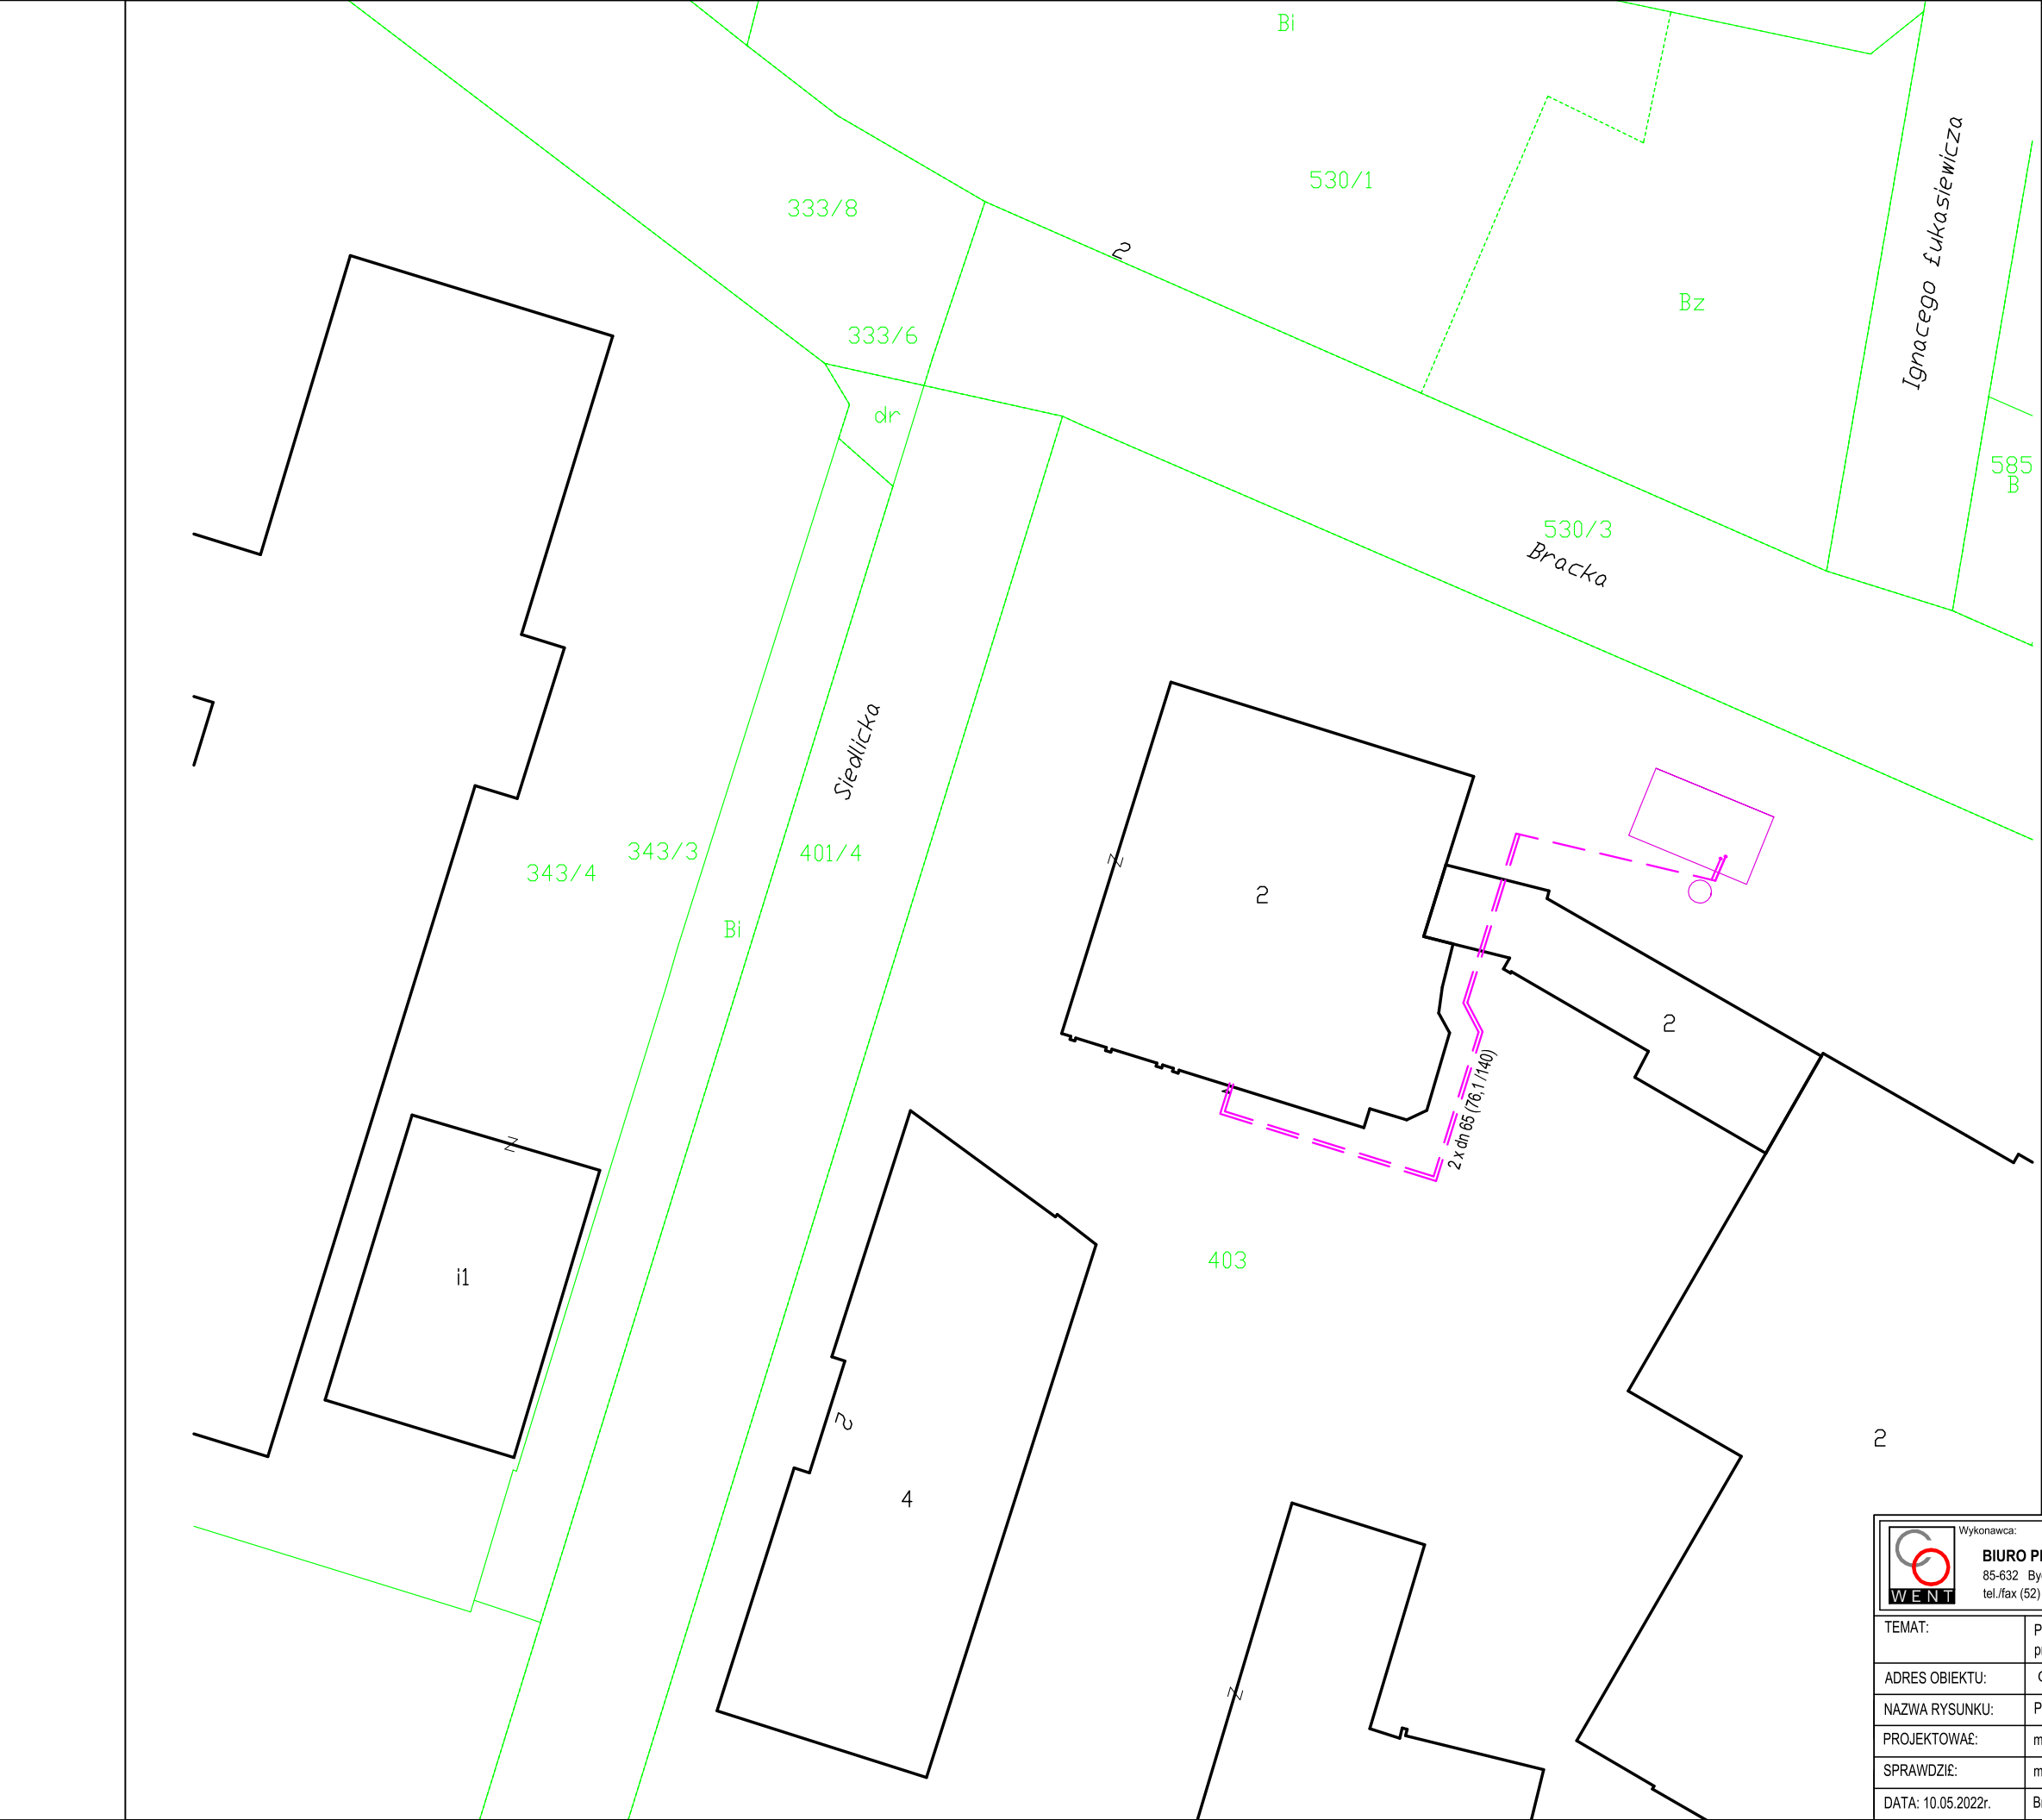 Bi
530/1
333/8
2
Ignacego Łukasiewicza
Bz
333/6
dr
585
B
530/3
Bracka
Siedlicka
343/3
401/4
343/4
N
2
Bi
2
2 x dn 65 (76,1 /140)
N
403
i1
2
2
4
N
Wykonawca:
WENT
85-632
tel./fax (52)
TEMAT:
ADRES OBIEKTU:
NAZWA RYSUNKU:
PROJEKTOWA£:
SPRAWDZI£:
DATA: 10.05.2022r.
BIURO